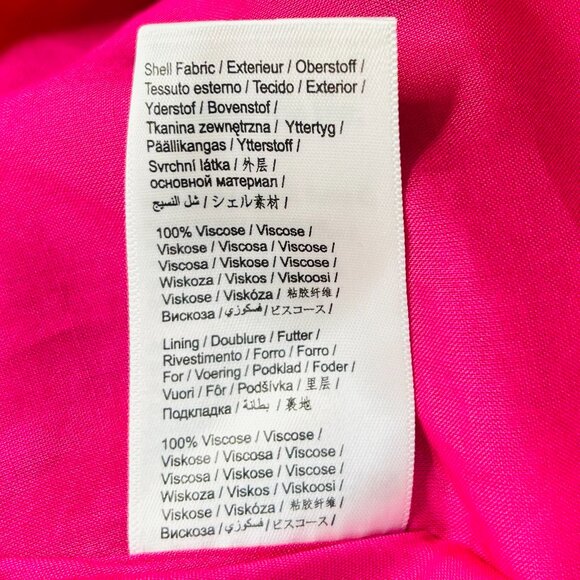 Shell Fabric / Exterieur / Oberstoff /
Tessuto esterno / Tecido / Exterior /
Yderstof / Bovenstof /
Tkanina zewnętrzna / Yttertyg /
Päällikangas / Ytterstoff /
Svrchní látka / 外层 /
основной материал /
شل النسيج / シェル素材 /
100% Viscose / Viscose /
Viskose / Viscosa / Viscose /
Viscosa / Viskose / Viscose /
Wiskoza / Viskos / Viskoosi /
Viskose / Viskóza / 粘胶纤维 /
Вискоза / فسكوزي / ビスコース /
Lining / Doublure / Futter /
Rivestimento / Forro / Forro /
For / Voering / Podklad / Foder /
Vuori / Fôr / Podšívka / 里层 /
Подкладка / بطانة / 裏地
100% Viscose / Viscose /
Viskose / Viscosa / Viscose /
Viscosa / Viskose / Viscose /
Wiskoza / Viskos / Viskoosi /
Viskose / Viskóza / 粘胶纤维 /
Вискоза / فسكوزي / ビスコース /